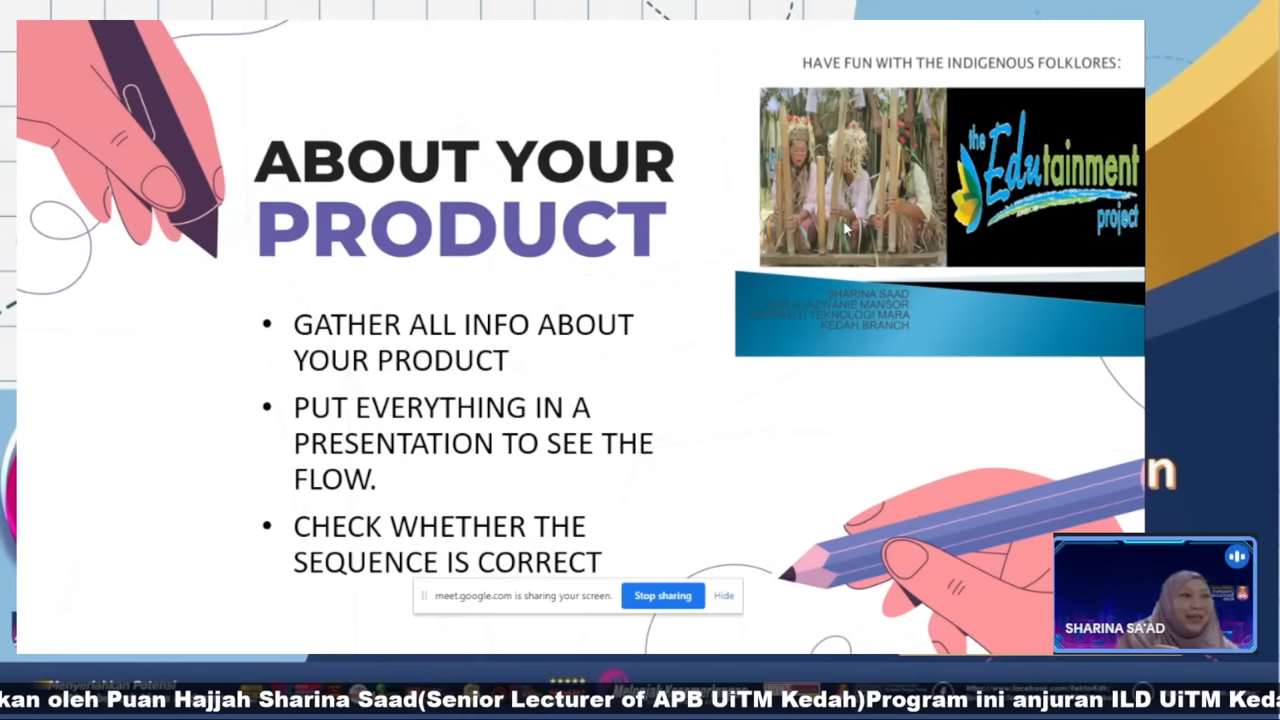 HAVE FUN WITH THE INDIGENOUS FOLKLORES:
the Edutainment
project
ABOUT YOUR
PRODUCT
SHARINA SAAD
MANSOR
TEKNOLOGI MARA
KEDAH BRANCH
• GATHER ALL INFO ABOUT
YOUR PRODUCT
• PUT EVERYTHING IN A
PRESENTATION TO SEE THE
FLOW.
• CHECK WHETHER THE
SEQUENCE IS CORRECT
n
meet.google.com is sharing your screen. Stop sharing Hide
SHARINA SA'AD
Menyerlahkan Potensi
kan oleh Puan Hajjah Sharina Saad(Senior Lecturer of APB UiTM Kedah)Program ini anjuran ILD UiTM Keda